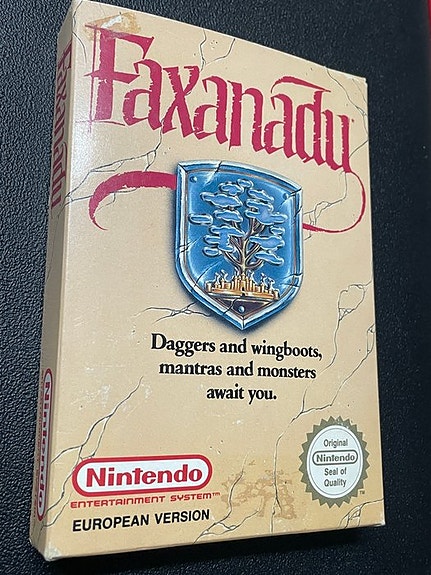 Faxanadu
Faxanadu
Daggers and wingboots,
mantras and monsters
await you.
Nintendo
ENTERTAINMENT SYSTEM™
EUROPEAN VERSION
Original
Nintendo
Seal of
Quality
TM
Nintendo